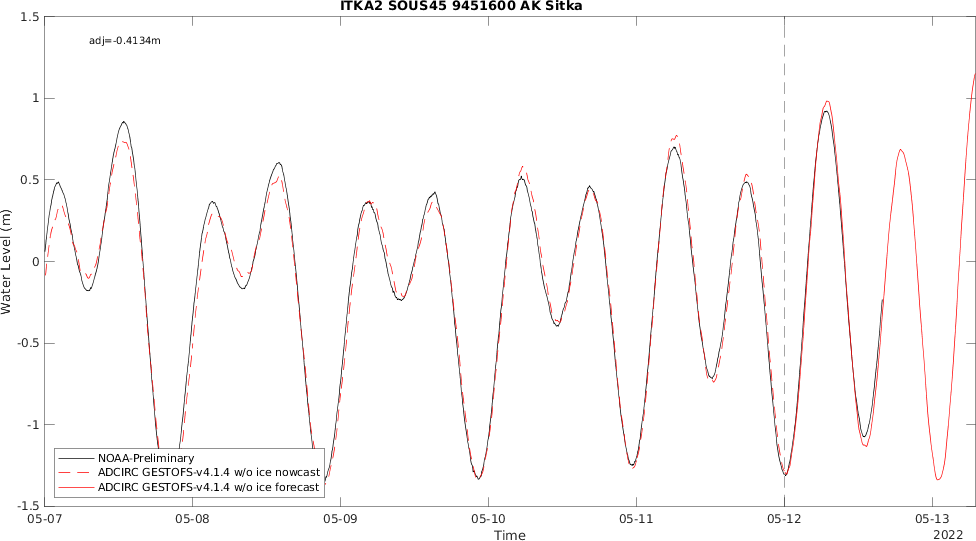 ITKA2 SOUS45 9451600 AK Sitka
1.5
adj=-0.4134m
1
0.5
0
-0.5
-1
-1.5
Water Level (m)
NOAA-Preliminary
ADCIRC GESTOFS-v4.1.4 w/o ice nowcast
ADCIRC GESTOFS-v4.1.4 w/o ice forecast
05-07 05-08 05-09 05-10 05-11 05-12 05-13
Time
2022